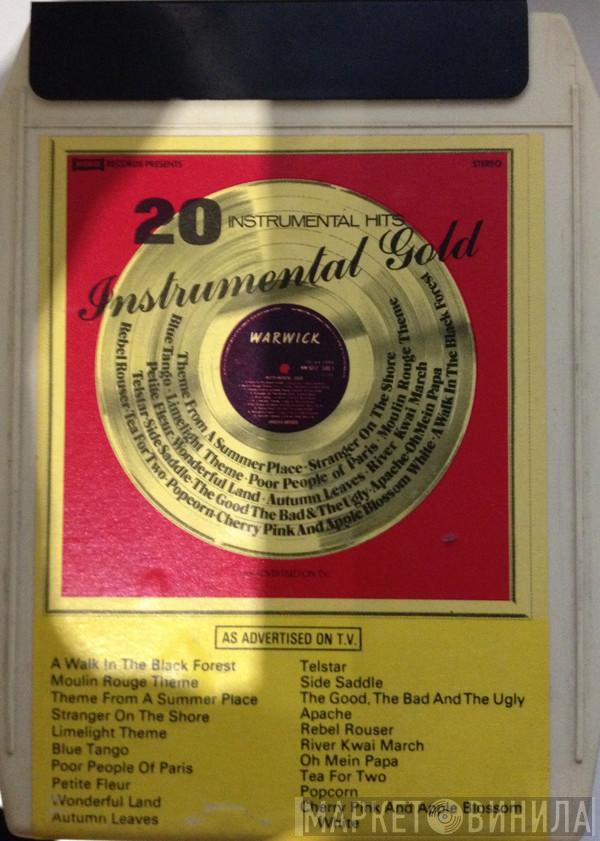 RECORDS PRESENTS
STEREO
20 INSTRUMENTAL HITS
Instrumental Gold
WARWICK
Theme From A Summer Place · Stranger On The Shore
Blue Tango · Limelight Theme · Poor People of Paris · Moulin Rouge Theme
Petite Fleur · Wonderful Land · Autumn Leaves · River Kwai March
Telstar · Side Saddle · The Good The Bad & The Ugly · Apache · Oh Mein Papa
Rebel Rouser · Tea For Two · Popcorn · Cherry Pink And Apple Blossom White · A Walk In The Black Forest
AS ADVERTISED ON T.V.
AS ADVERTISED ON T.V.
A Walk In The Black Forest
Moulin Rouge Theme
Theme From A Summer Place
Stranger On The Shore
Limelight Theme
Blue Tango
Poor People Of Paris
Petite Fleur
Wonderful Land
Autumn Leaves
Telstar
Side Saddle
The Good, The Bad And The Ugly
Apache
Rebel Rouser
River Kwai March
Oh Mein Papa
Tea For Two
Popcorn
Cherry Pink And Apple Blossom
White
МАРКЕТ ВИНИЛА